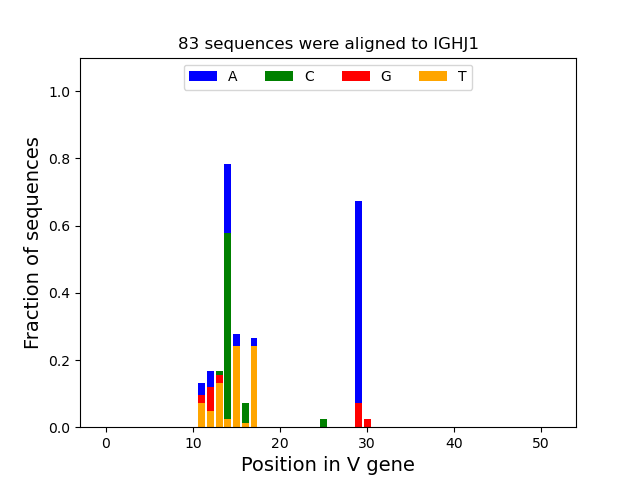 83 sequences were aligned to IGHJ1
A C G T
1.0
0.8
0.6
0.4
0.2
0.0
Fraction of sequences
0 10 20 30 40 50
Position in V gene